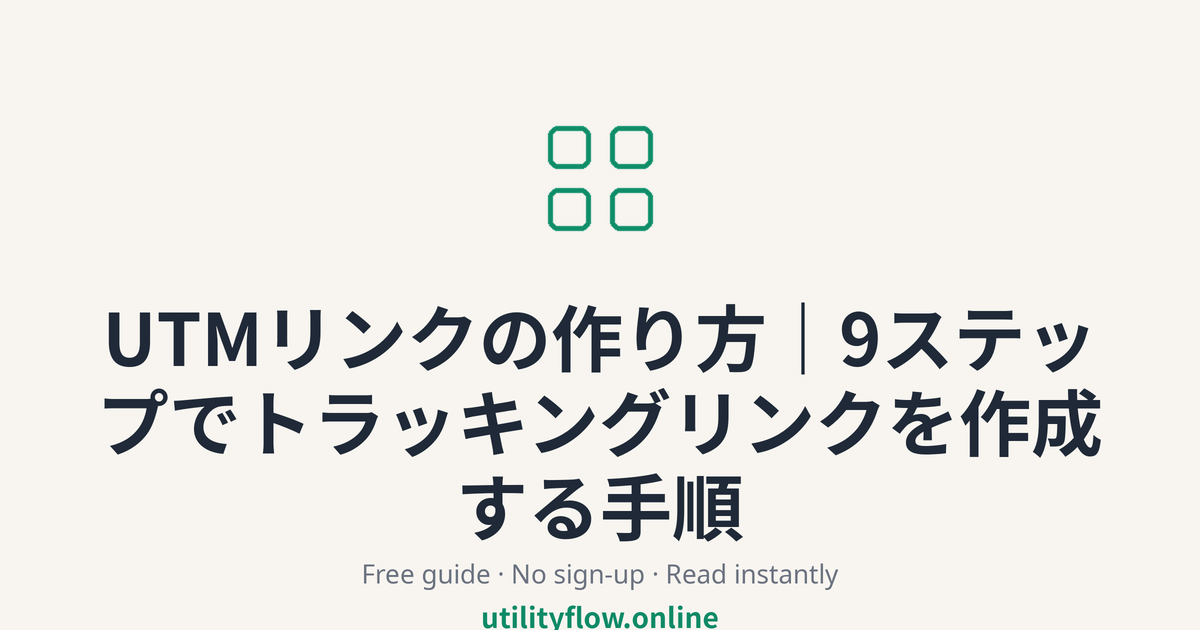 UTMリンクの作り方｜9ステッ
プでトラッキングリンクを作成
する手順
Free guide · No sign-up · Read instantly
utilityflow.online